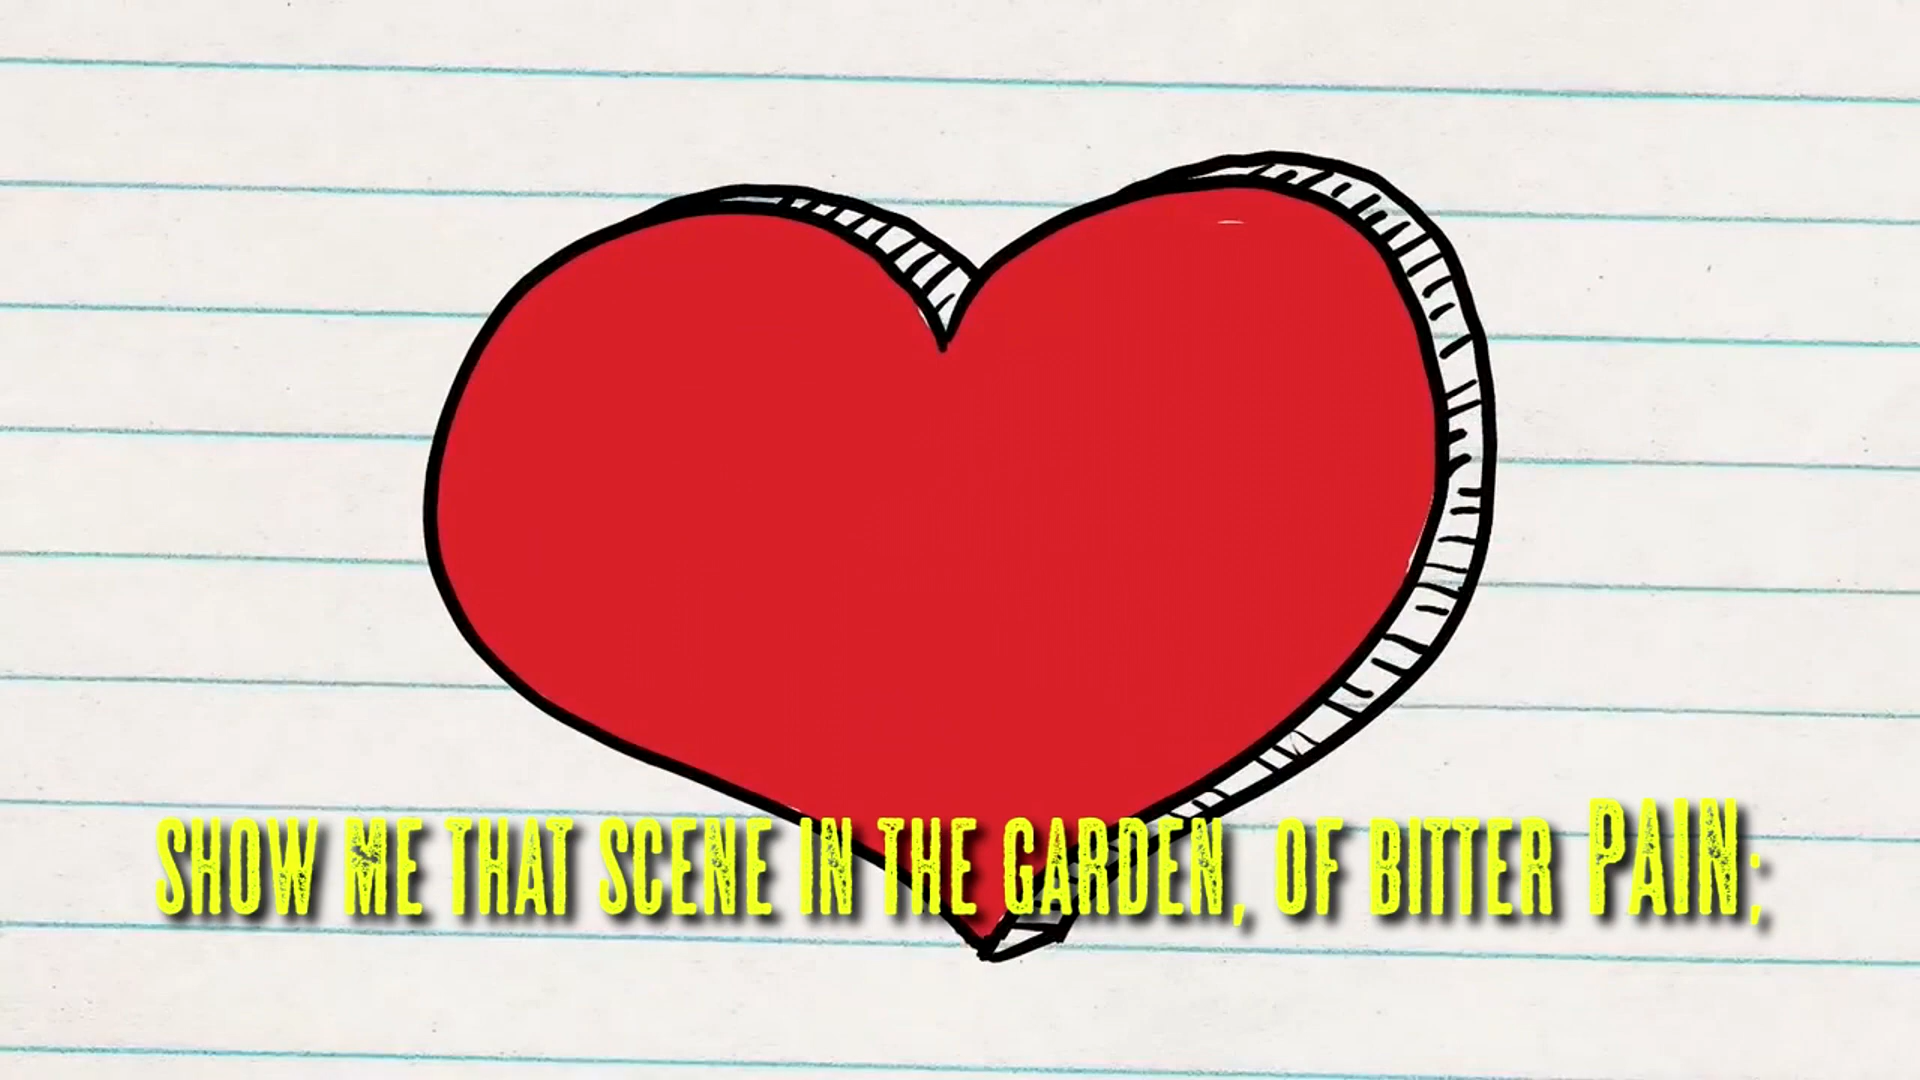 SHOW ME THAT SCENE IN THE GARDEN, OF BITTER PAIN;